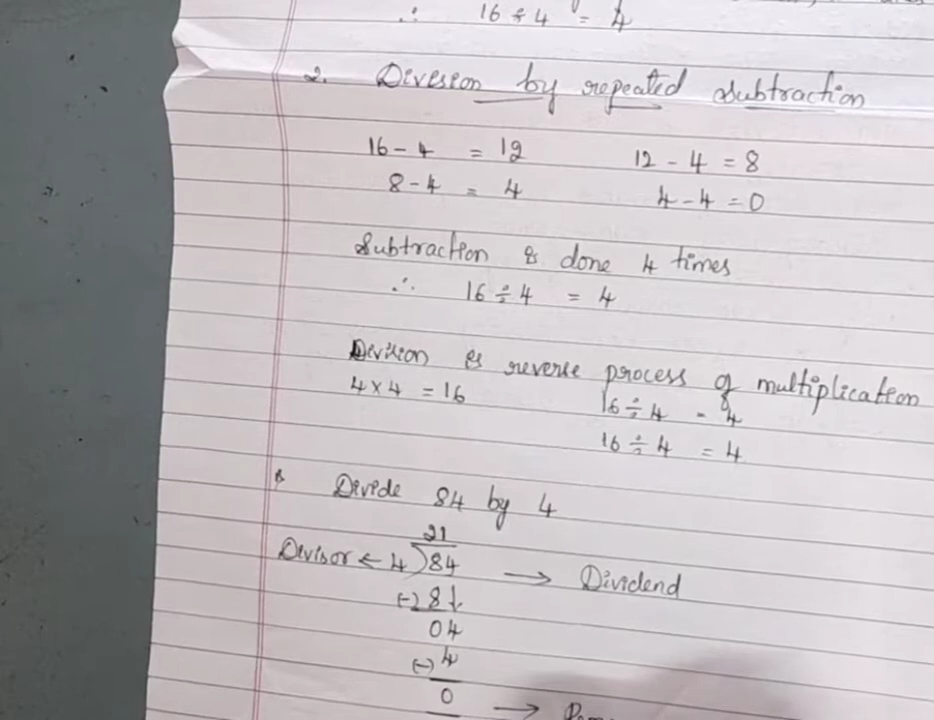 ∴ 16 ÷ 4 = 4
2. Division by repeated subtraction
16 - 4 = 12 12 - 4 = 8
8 - 4 = 4 4 - 4 = 0
Subtraction is done 4 times
∴ 16 ÷ 4 = 4
Division is reverse process of multiplication
4 × 4 = 16 16 ÷ 4 = 4
16 ÷ 4 = 4
Divide 84 by 4
21
Divisor ← 4 ) 84 → Dividend
(-) 8 ↓
04
(-) 4
0 →